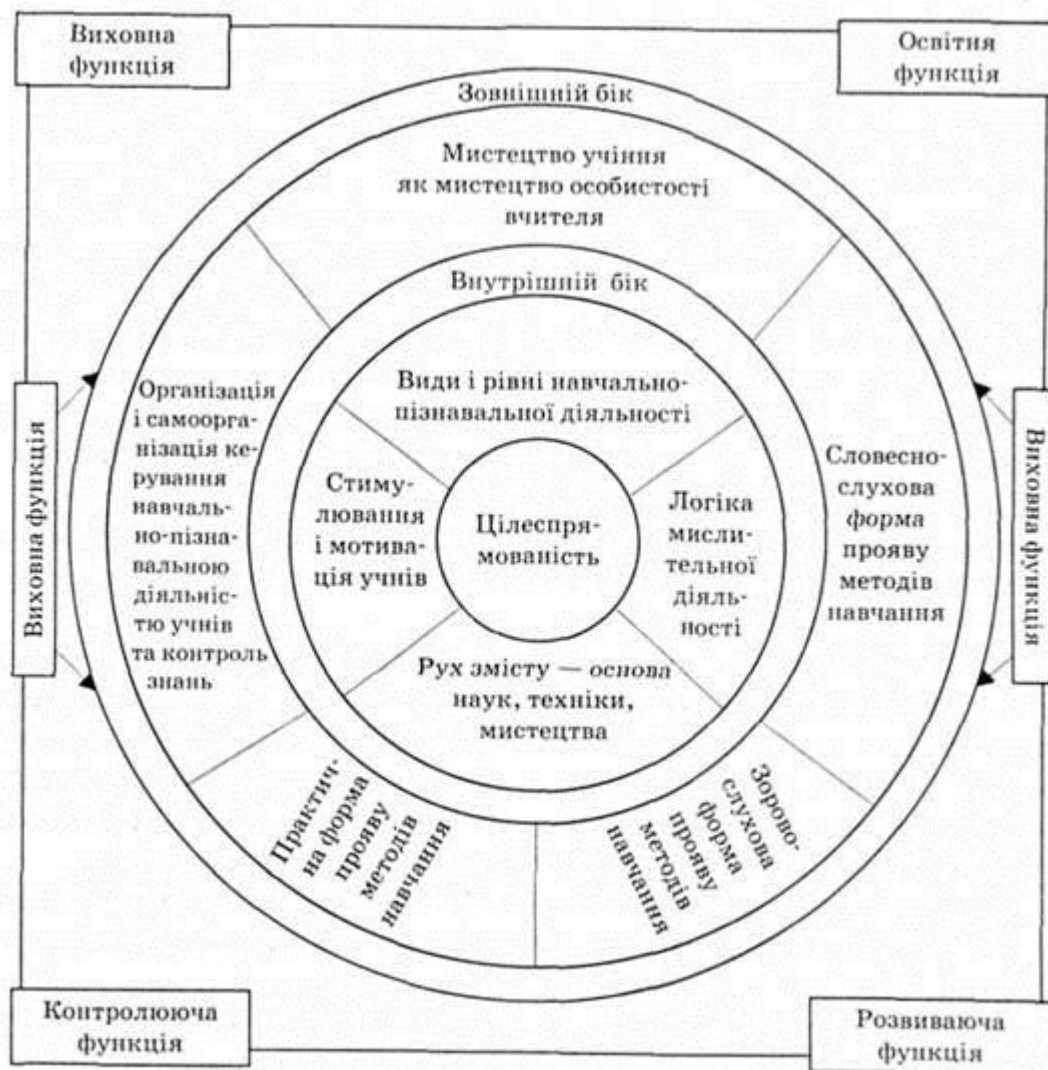 Виховна
функція
Освітня
функція
Зовнішній бік
Мистецтво учіння
як мистецтво особистості
вчителя
Внутрішній бік
Види і рівні навчально-
пізнавальної діяльності
Організація
і самоорга-
нізація ке-
рування
навчаль-
но-пізна-
вальною
діяльніс-
тю учнів
та контроль
знань
Стиму-
лювання
і мотива-
ція учнів
Цілеспря-
мованість
Логіка
мисли-
тельної
діяль-
ності
Словесно-
слухова
форма
прояву
методів
навчання
Виховна функція
Виховна функція
Рух змісту — основа
наук, техніки,
мистецтва
Практич-
на форма
прояву
методів
навчання
Зорово-
слухова
форма
прояву
методів
навчання
Контролююча
функція
Розвиваюча
функція